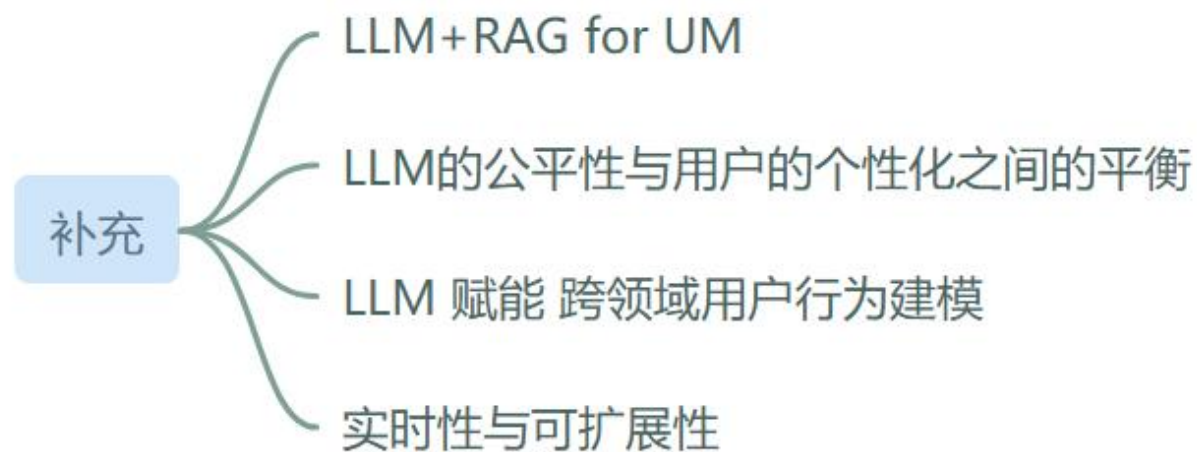 LLM+RAG for UM
LLM的公平性与用户的个性化之间的平衡
补充
LLM 赋能 跨领域用户行为建模
实时性与可扩展性